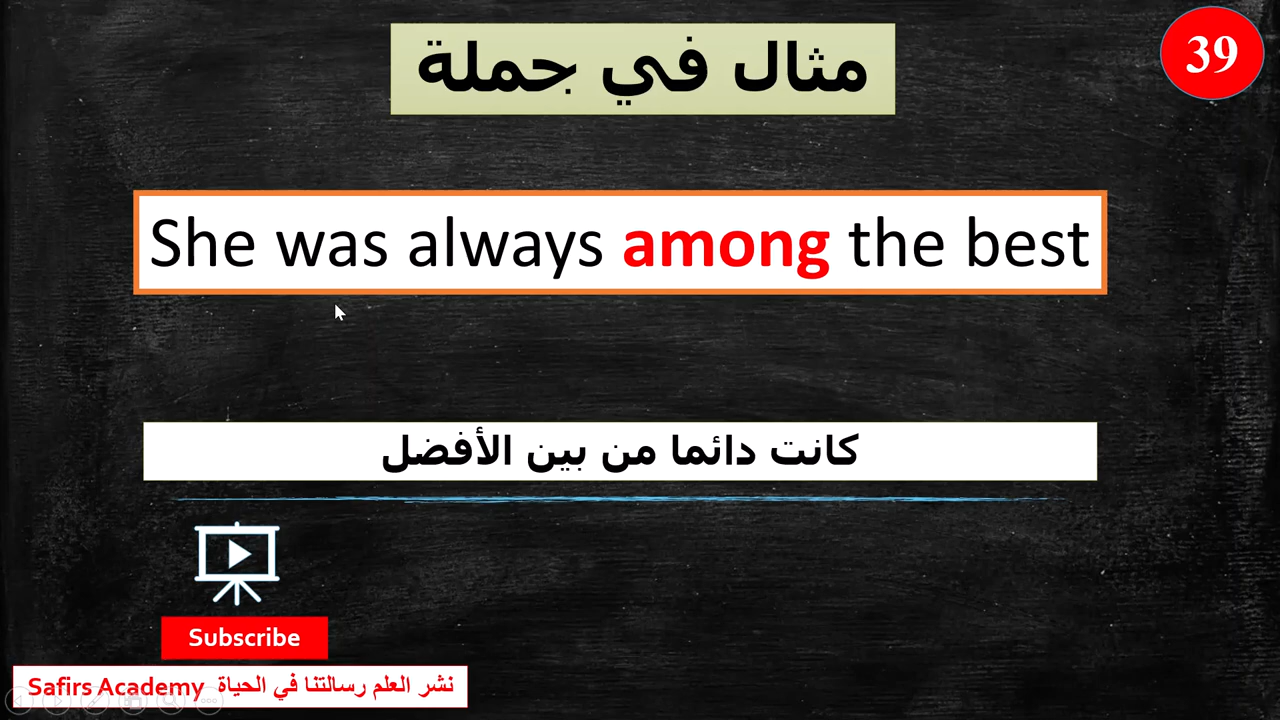 مثال في جملة
39
She was always among the best
كانت دائما من بين الأفضل
Subscribe
Safirs Academy نشر العلم رسالتنا في الحياة